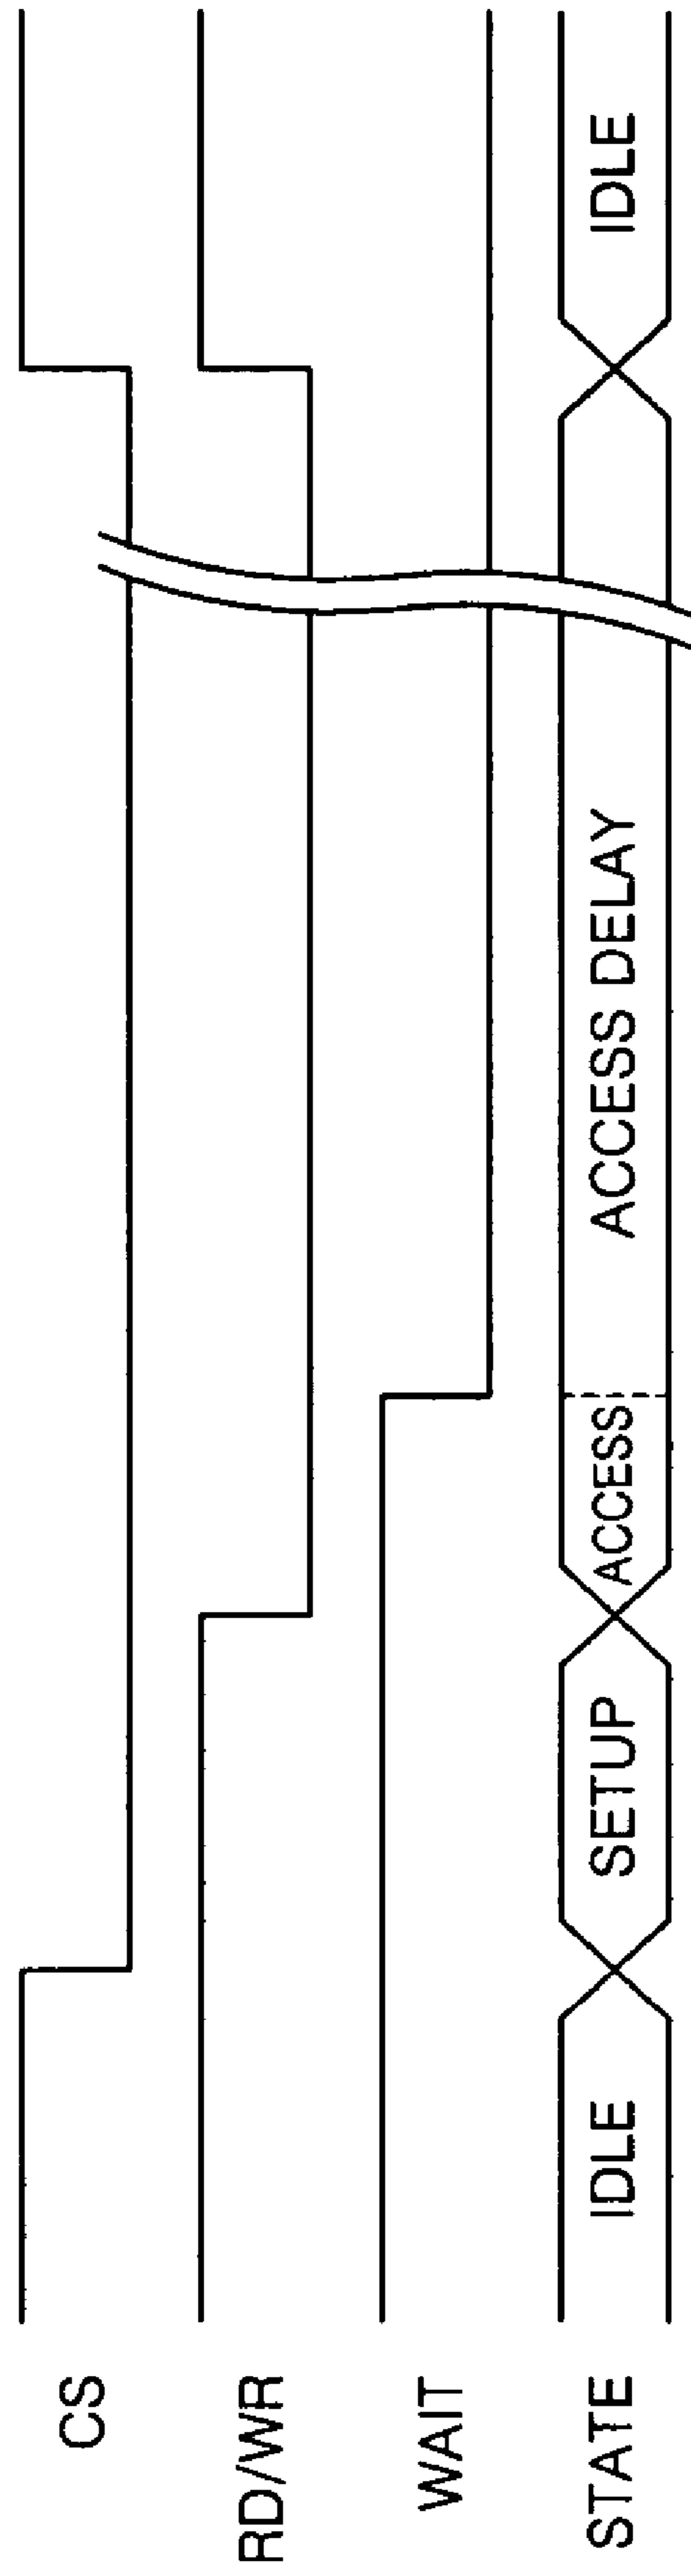 CS
RD/WR
WAIT
STATE
IDLE
SETUP
ACCESS
ACCESS DELAY
IDLE